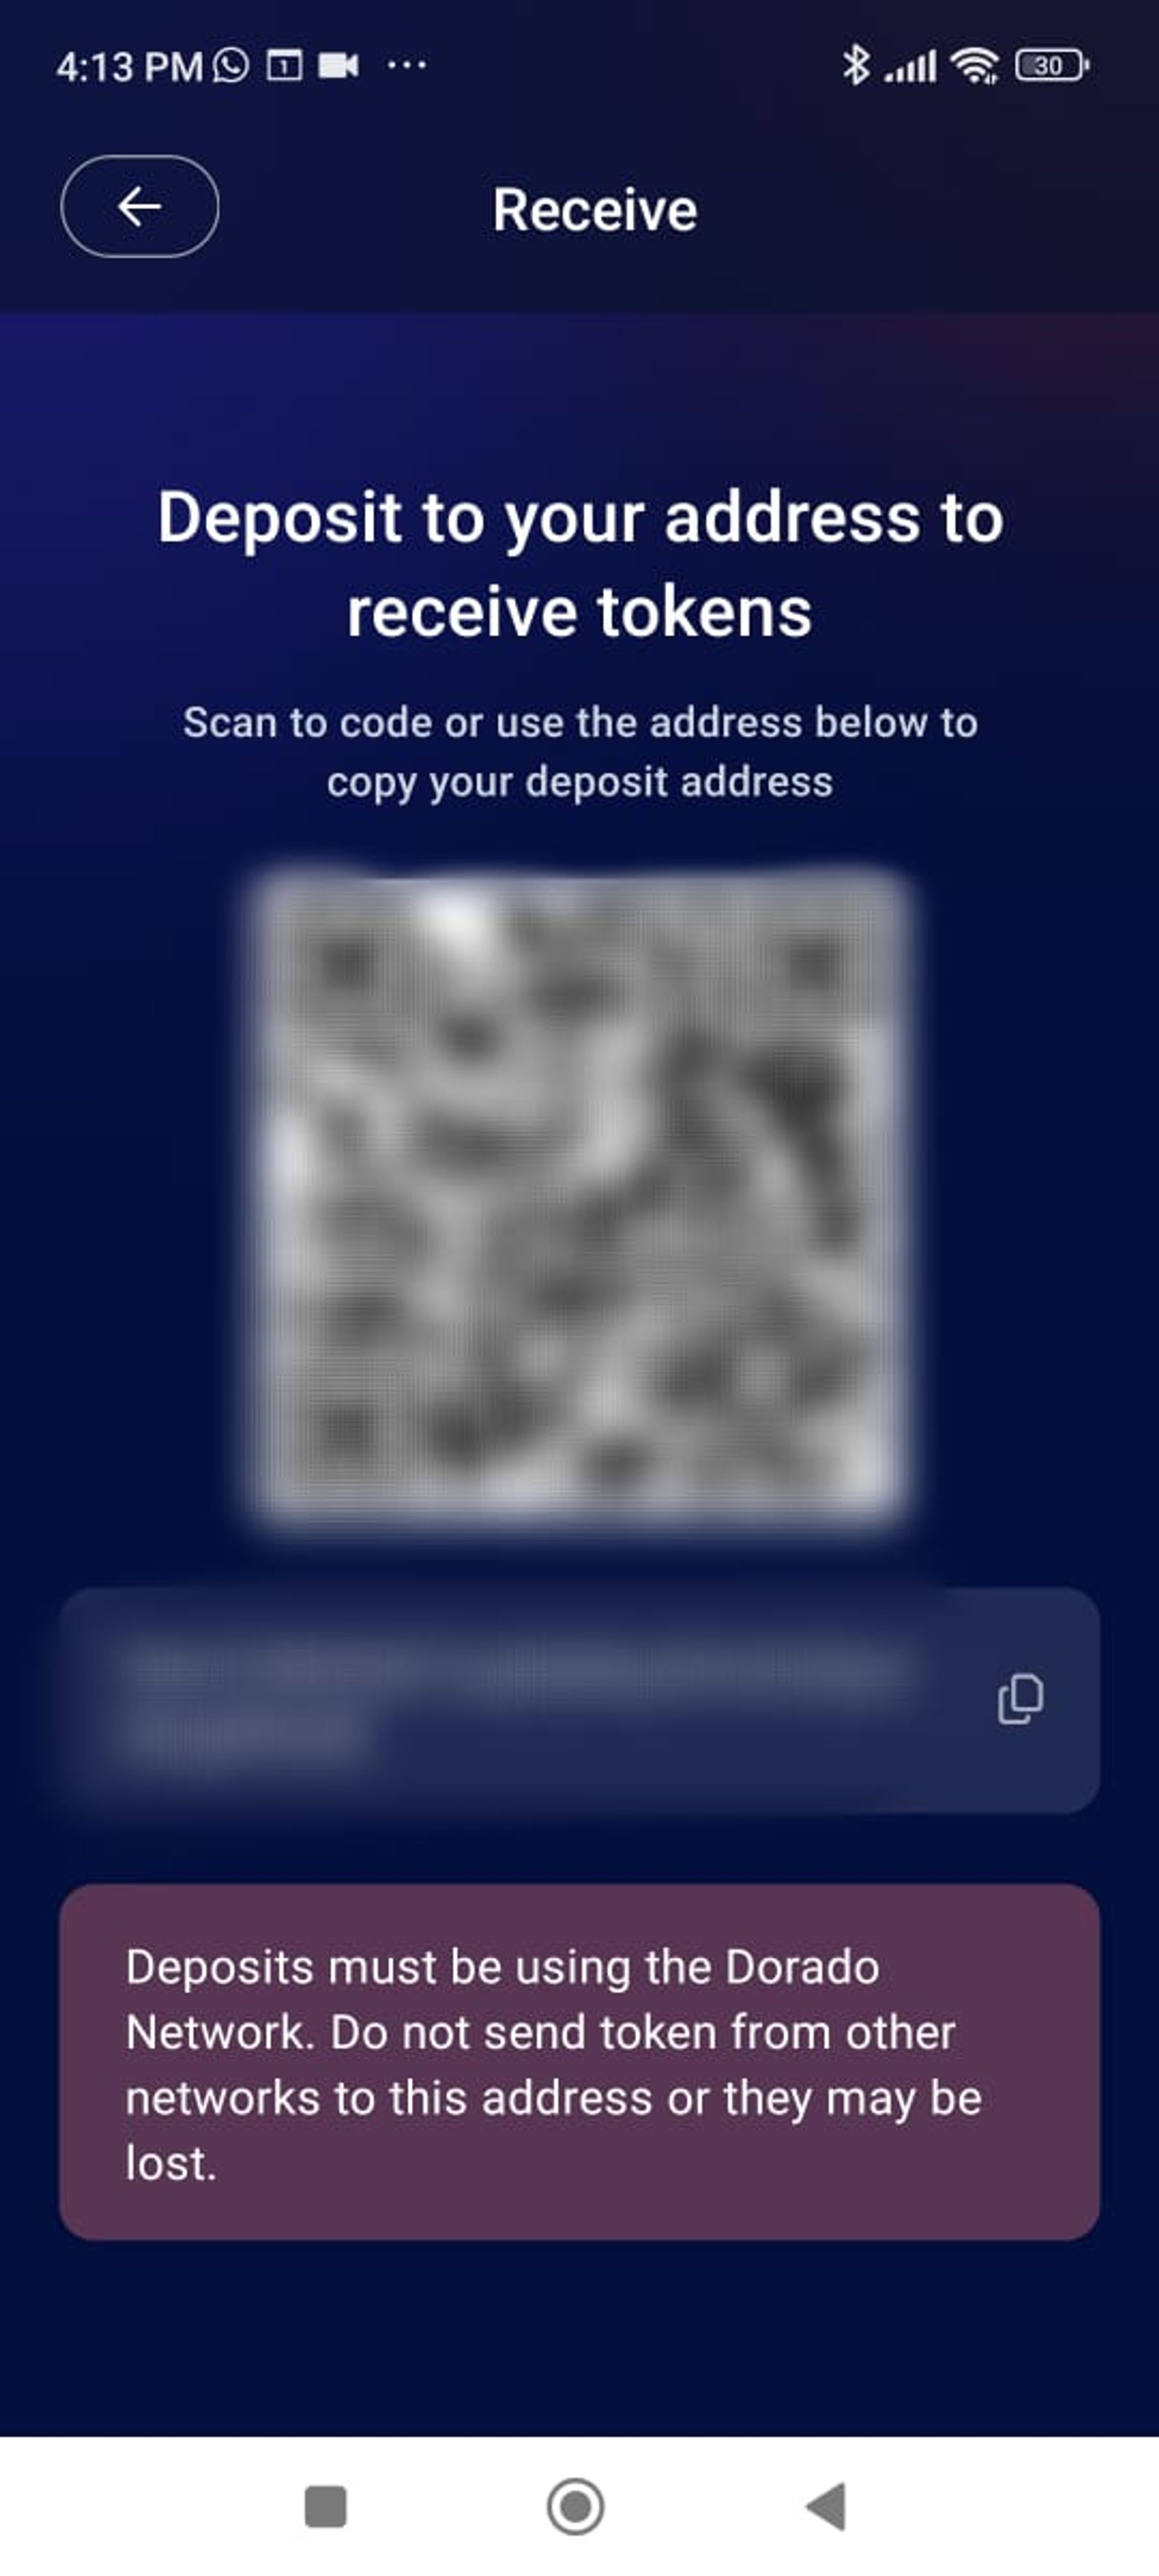 4:13 PM
30
Receive
Deposit to your address to
receive tokens
Scan to code or use the address below to
copy your deposit address
Deposits must be using the Dorado
Network. Do not send token from other
networks to this address or they may be
lost.